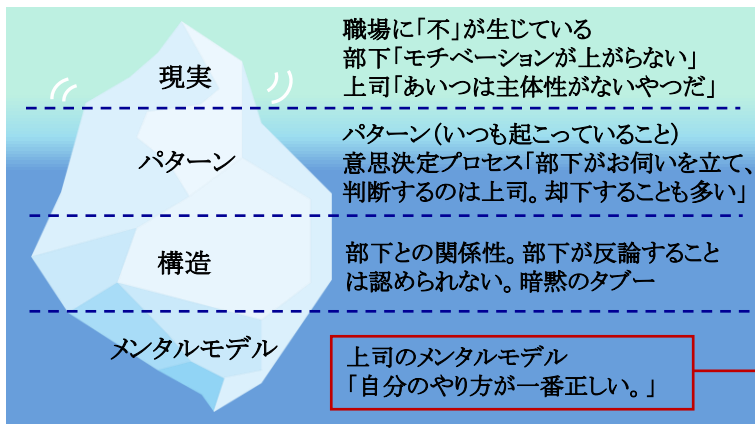 現実
職場に「不」が生じている
部下「モチベーションが上がらない」
上司「あいつは主体性がないやつだ」
パターン
パターン(いつも起こっていること)
意思決定プロセス「部下がお伺いを立て、
判断するのは上司。却下することも多い」
構造
部下との関係性。部下が反論すること
は認められない。暗黙のタブー
メンタルモデル
上司のメンタルモデル
「自分のやり方が一番正しい。」